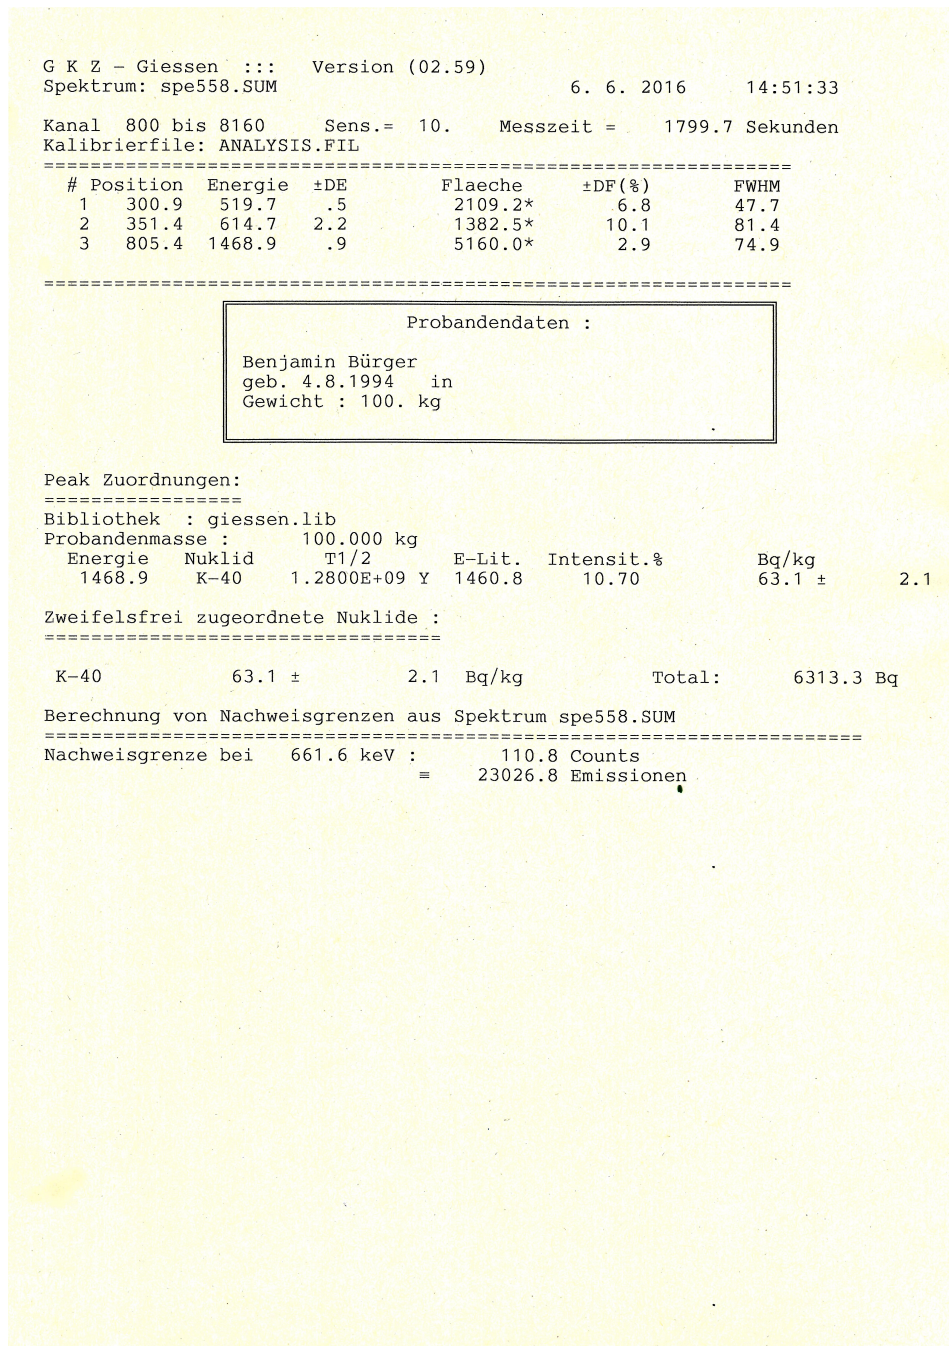 G K Z – Giessen ::: Version (02.59)
Spektrum: spe558.SUM 6. 6. 2016 14:51:33
Kanal 800 bis 8160 Sens.= 10. Messzeit = 1799.7 Sekunden
Kalibrierfile: ANALYSIS.FIL
================================================================
# Position Energie ±DE Flaeche ±DF(%) FWHM
1 300.9 519.7 .5 2109.2* 6.8 47.7
2 351.4 614.7 2.2 1382.5* 10.1 81.4
3 805.4 1468.9 .9 5160.0* 2.9 74.9
================================================================
Probandendaten :
Benjamin Bürger
geb. 4.8.1994 in
Gewicht : 100. kg
Peak Zuordnungen:
=================
Bibliothek : giessen.lib
Probandenmasse : 100.000 kg
Energie Nuklid T1/2 E–Lit. Intensit.% Bq/kg
1468.9 K–40 1.2800E+09 Y 1460.8 10.70 63.1 ± 2.1
Zweifelsfrei zugeordnete Nuklide :
==================================
K–40 63.1 ± 2.1 Bq/kg Total: 6313.3 Bq
Berechnung von Nachweisgrenzen aus Spektrum spe558.SUM
======================================================================
Nachweisgrenze bei 661.6 keV : 110.8 Counts
≡ 23026.8 Emissionen